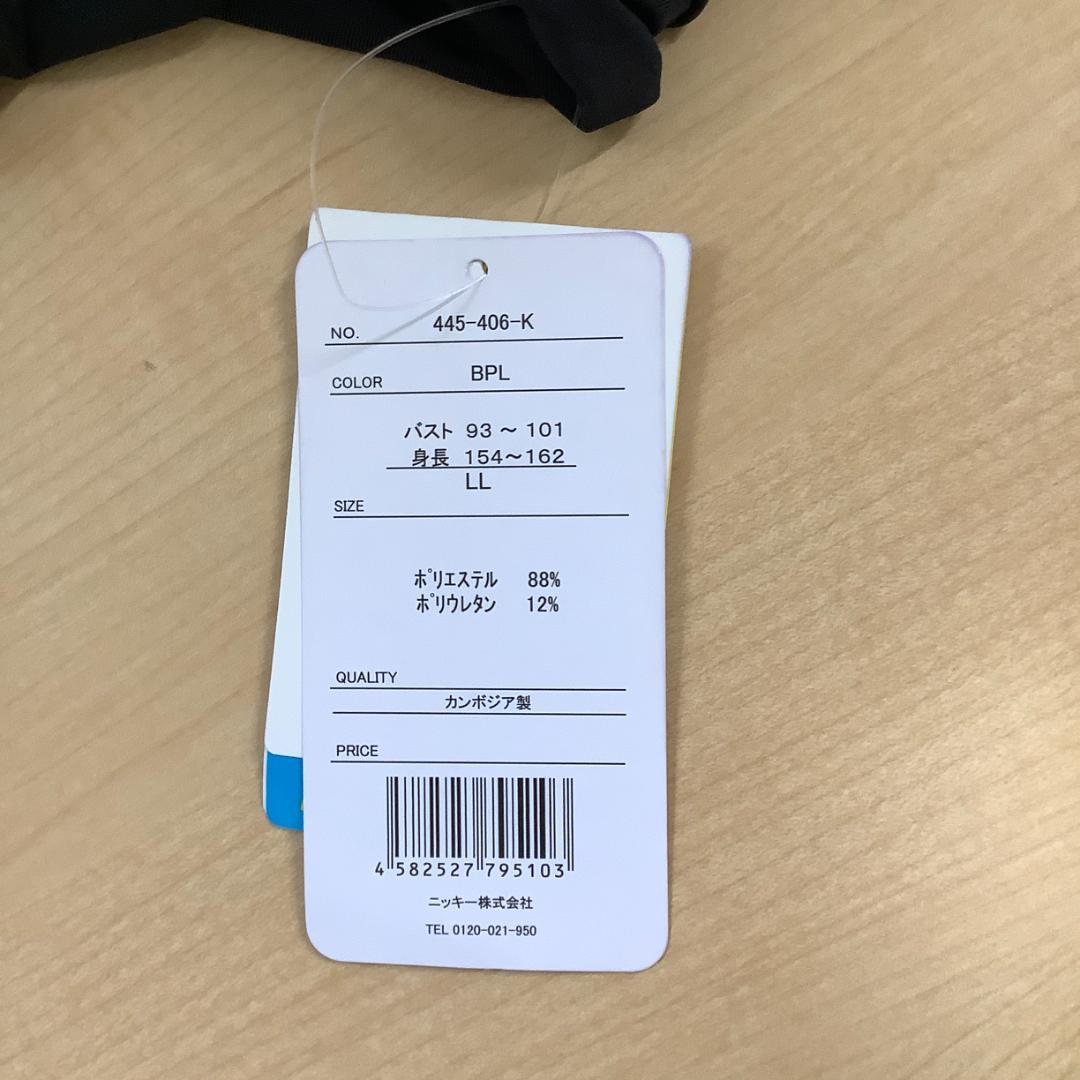 NO. 445-406-K
COLOR BPL
バスト 93 ～ 101
身長 154～162
LL
SIZE
ﾎﾟﾘｴｽﾃﾙ 88%
ﾎﾟﾘｳﾚﾀﾝ 12%
QUALITY
カンボジア製
PRICE
4 582527 795103
ニッキー株式会社
TEL 0120-021-950